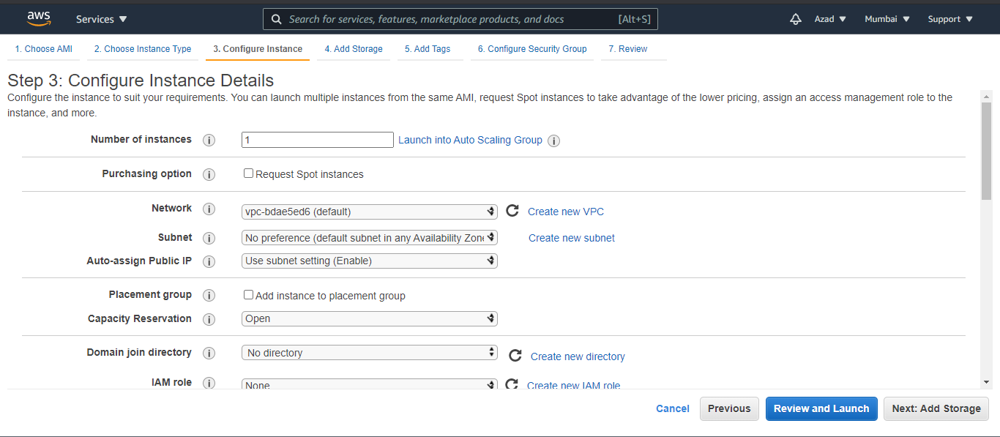 aws Services Search for services, features, marketplace products, and docs [Alt+S] Azad Mumbai Support
1. Choose AMI 2. Choose Instance Type 3. Configure Instance 4. Add Storage 5. Add Tags 6. Configure Security Group 7. Review
Step 3: Configure Instance Details
Configure the instance to suit your requirements. You can launch multiple instances from the same AMI, request Spot instances to take advantage of the lower pricing, assign an access management role to the
instance, and more.
Number of instances i 1 Launch into Auto Scaling Group i
Purchasing option i Request Spot instances
Network i vpc-bdae5ed6 (default) Create new VPC
Subnet i No preference (default subnet in any Availability Zone Create new subnet
Auto-assign Public IP i Use subnet setting (Enable)
Placement group i Add instance to placement group
Capacity Reservation i Open
Domain join directory i No directory Create new directory
IAM role i None Create new IAM role
Cancel Previous Review and Launch Next: Add Storage